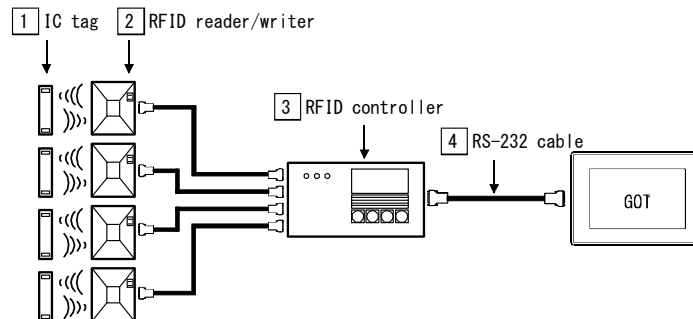 1 IC tag
2 RFID reader/writer
3 RFID controller
4 RS-232 cable
GOT